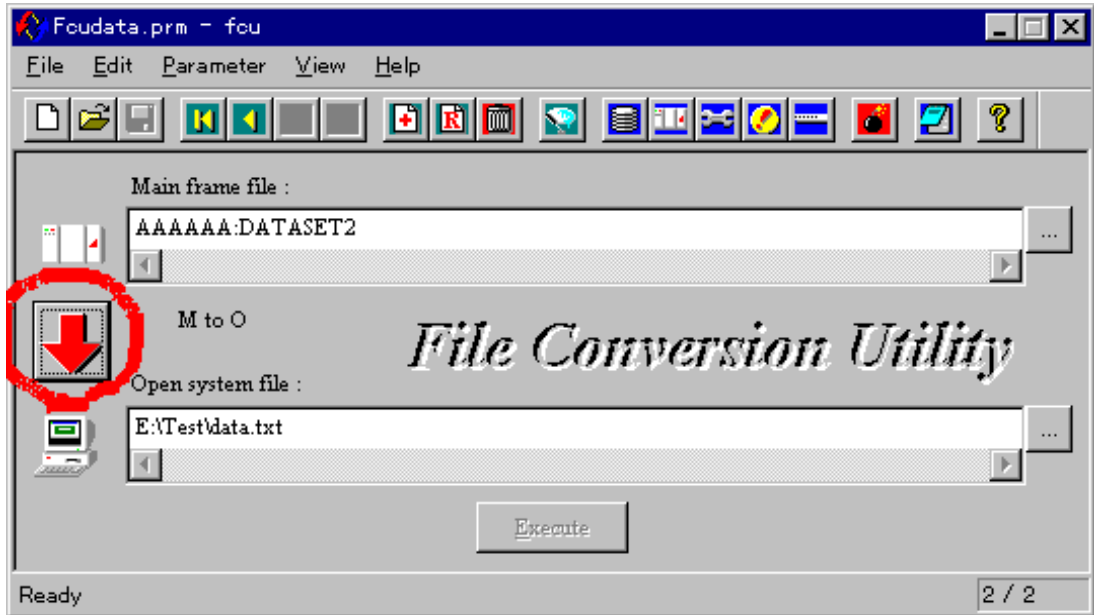 Fcudata.prm - fcu
File Edit Parameter View Help
R
Main frame file :
AAAAAA:DATASET2
...
M to O
File Conversion Utility
Open system file :
E:\Test\data.txt
...
Execute
Ready
2 / 2